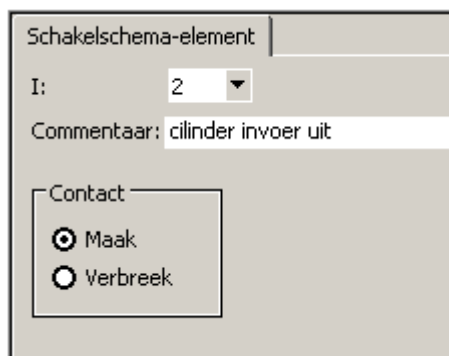 Schakelschema-element
I: 2
Commentaar: cilinder invoer uit
Contact
Maak
Verbreek